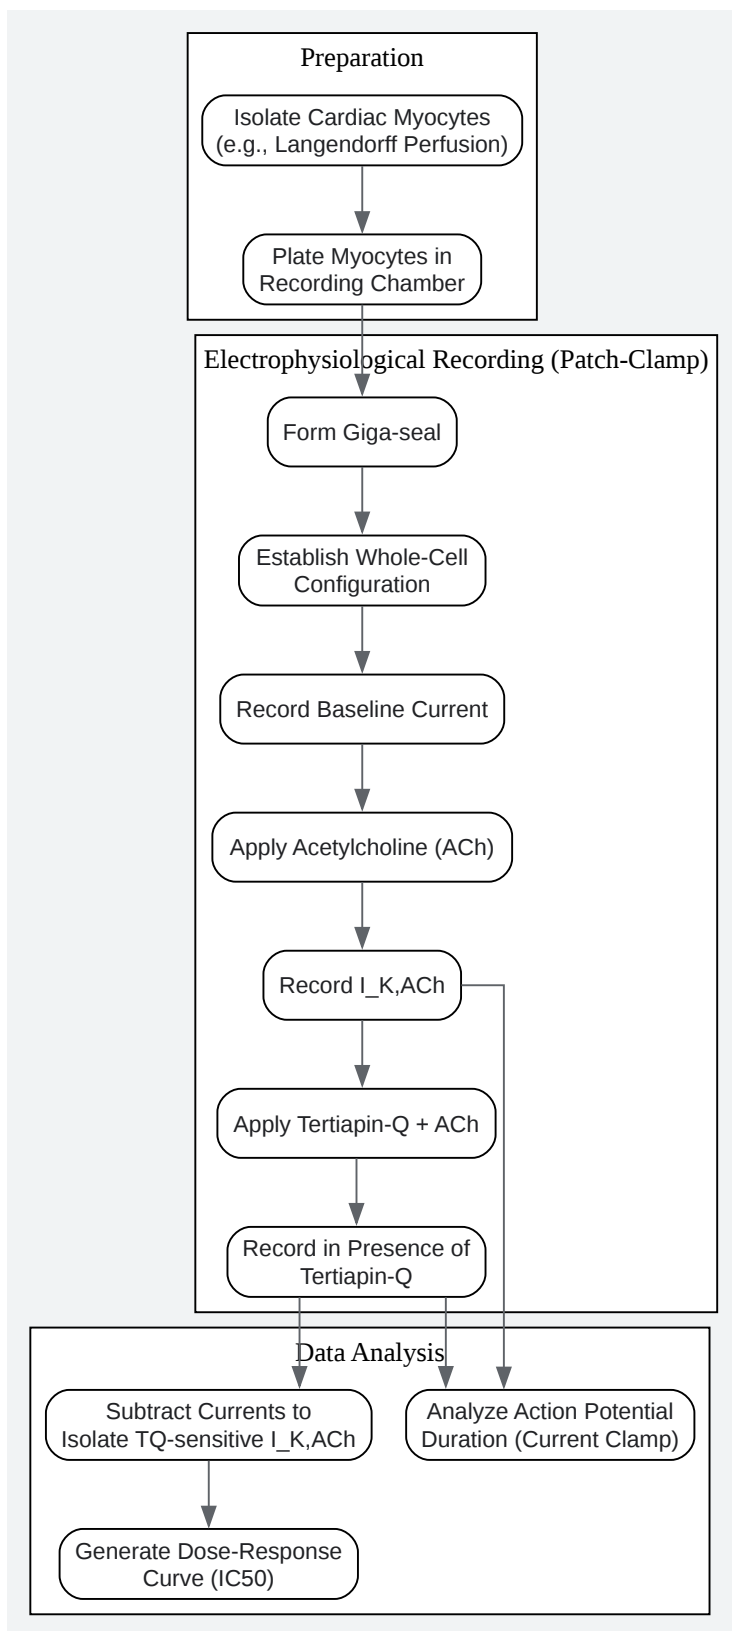 Preparation
Isolate Cardiac Myocytes
(e.g., Langendorff Perfusion)
Plate Myocytes in
Recording Chamber
Electrophysiological Recording (Patch-Clamp)
Form Giga-seal
Establish Whole-Cell
Configuration
Record Baseline Current
Apply Acetylcholine (ACh)
Record I_K,ACh
Apply Tertiapin-Q + ACh
Record in Presence of
Tertiapin-Q
Data Analysis
Subtract Currents to
Isolate TQ-sensitive I_K,ACh
Analyze Action Potential
Duration (Current Clamp)
Generate Dose-Response
Curve (IC50)